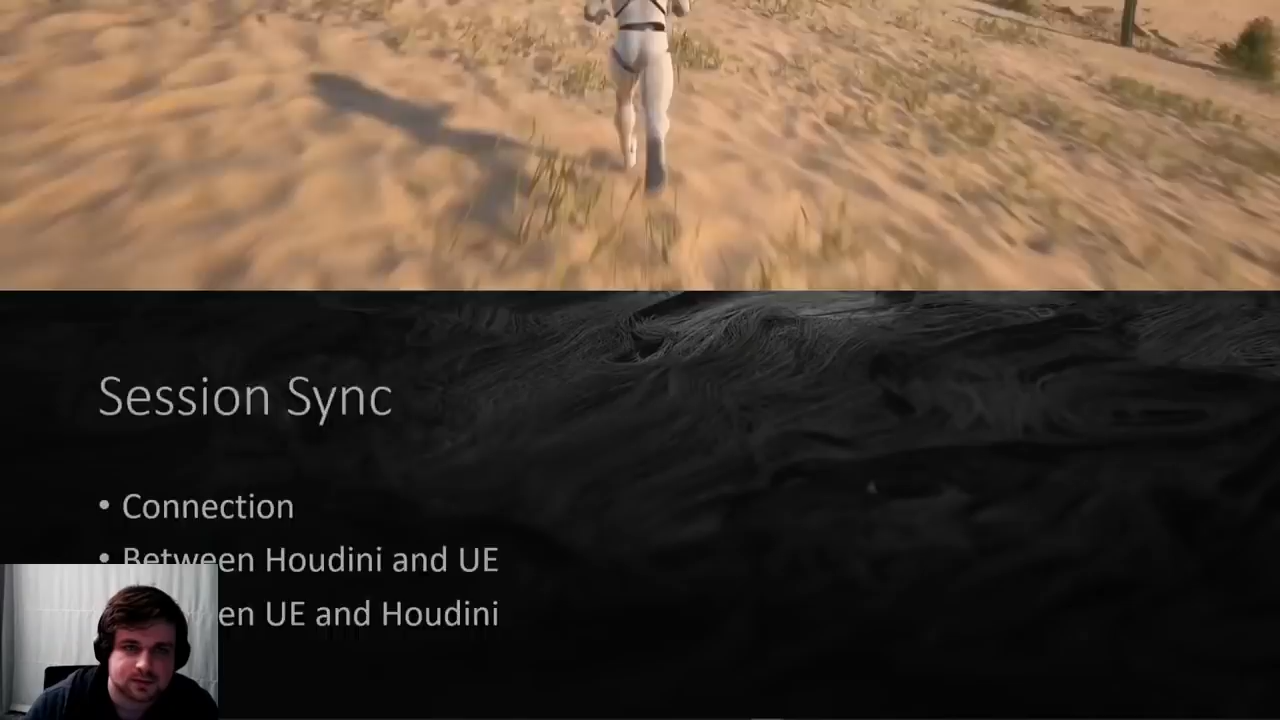 Session Sync
• Connection
• Between Houdini and UE
en UE and Houdini